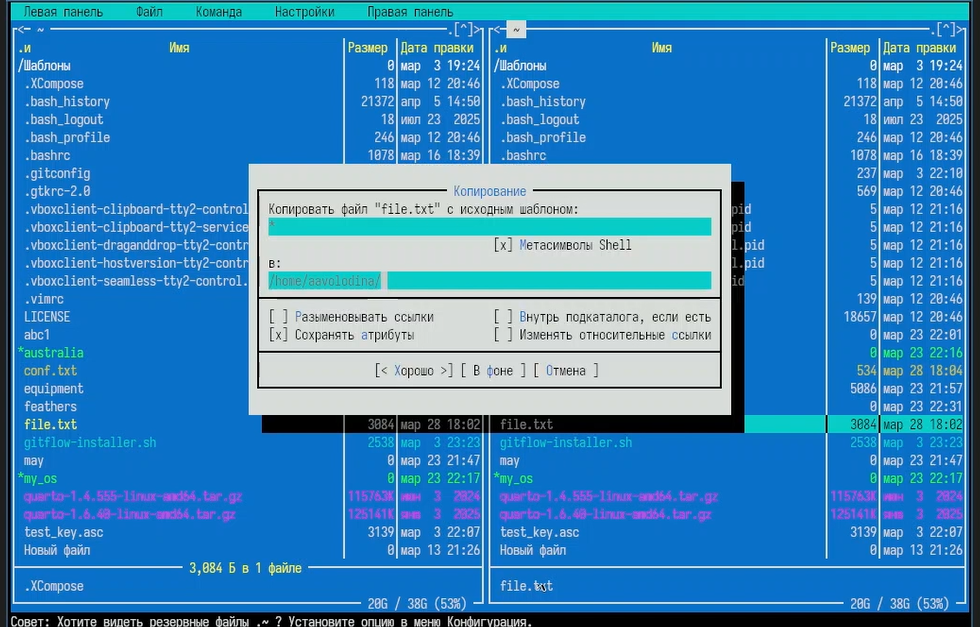 Левая панель Файл Команда Настройки Правая панель
<─ ~ .[^]> <─ ~ .[^]>
.и Имя Размер Дата правки .и Имя Размер Дата правки
/Шаблоны 0 мар 3 19:24 /Шаблоны 0 мар 3 19:24
.XCompose 118 мар 12 20:46 .XCompose 118 мар 12 20:46
.bash_history 21372 апр 5 14:50 .bash_history 21372 апр 5 14:50
.bash_logout 18 июл 23 2025 .bash_logout 18 июл 23 2025
.bash_profile 246 мар 12 20:46 .bash_profile 246 мар 12 20:46
.bashrc 1078 мар 16 18:39 .bashrc 1078 мар 16 18:39
.gitconfig 237 мар 3 22:10
.gtkrc-2.0 569 мар 12 20:46
.vboxclient-clipboard-tty2-control pid 5 мар 12 21:16
.vboxclient-clipboard-tty2-service 5 мар 12 21:16
.vboxclient-draganddrop-tty2-contr l.pid 5 мар 12 21:16
.vboxclient-hostversion-tty2-contr l.pid 5 мар 12 21:16
.vboxclient-seamless-tty2-control. id 5 мар 12 21:16
.vimrc 139 мар 12 20:46
LICENSE 18657 мар 12 20:46
abc1 0 мар 23 22:01
*australia 0 мар 23 22:16
conf.txt 534 мар 28 18:04
equipment 5086 мар 23 21:57
feathers 0 мар 23 22:31
Копирование
Копировать файл "file.txt" с исходным шаблоном:
*
[x] Метасимволы Shell
в:
/home/aavolodina/
[ ] Разыменовывать ссылки [ ] Внутрь подкаталога, если есть
[x] Сохранять атрибуты [ ] Изменять относительные ссылки
[< Хорошо >] [ В фоне ] [ Отмена ]
file.txt 3084 мар 28 18:02 file.txt 3084 мар 28 18:02
gitflow-installer.sh 2538 мар 3 23:23 gitflow-installer.sh 2538 мар 3 23:23
may 0 мар 23 21:47 may 0 мар 23 21:47
*my_os 0 мар 23 22:17 *my_os 0 мар 23 22:17
quarto-1.4.555-linux-amd64.tar.gz 115763K июн 3 2024 quarto-1.4.555-linux-amd64.tar.gz 115763K июн 3 2024
quarto-1.6.40-linux-amd64.tar.gz 125141K янв 3 2025 quarto-1.6.40-linux-amd64.tar.gz 125141K янв 3 2025
test_key.asc 3139 мар 3 22:07 test_key.asc 3139 мар 3 22:07
Новый файл 0 мар 13 21:26 Новый файл 0 мар 13 21:26
3,084 Б в 1 файле
.XCompose file.txt
20G / 38G (53%) 20G / 38G (53%)
Совет: Хотите видеть резервные файлы .~ ? Установите опцию в меню Конфигурация.